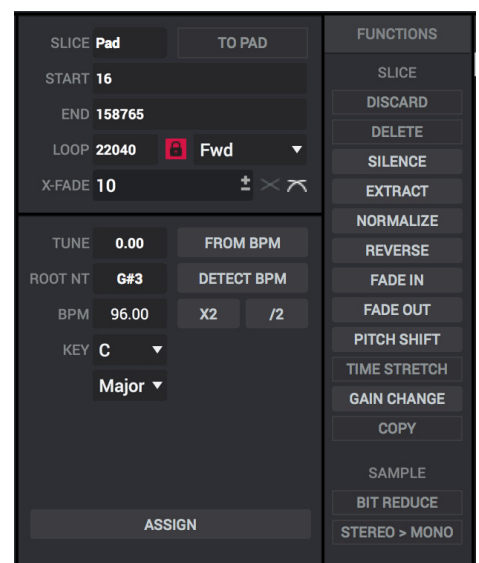 SLICE Pad TO PAD
START 16
END 158765
LOOP 22040 Fwd
X-FADE 10
TUNE 0.00 FROM BPM
ROOT NT G#3 DETECT BPM
BPM 96.00 X2 /2
KEY C
Major
ASSIGN
FUNCTIONS
SLICE
DISCARD
DELETE
SILENCE
EXTRACT
NORMALIZE
REVERSE
FADE IN
FADE OUT
PITCH SHIFT
TIME STRETCH
GAIN CHANGE
COPY
SAMPLE
BIT REDUCE
STEREO > MONO